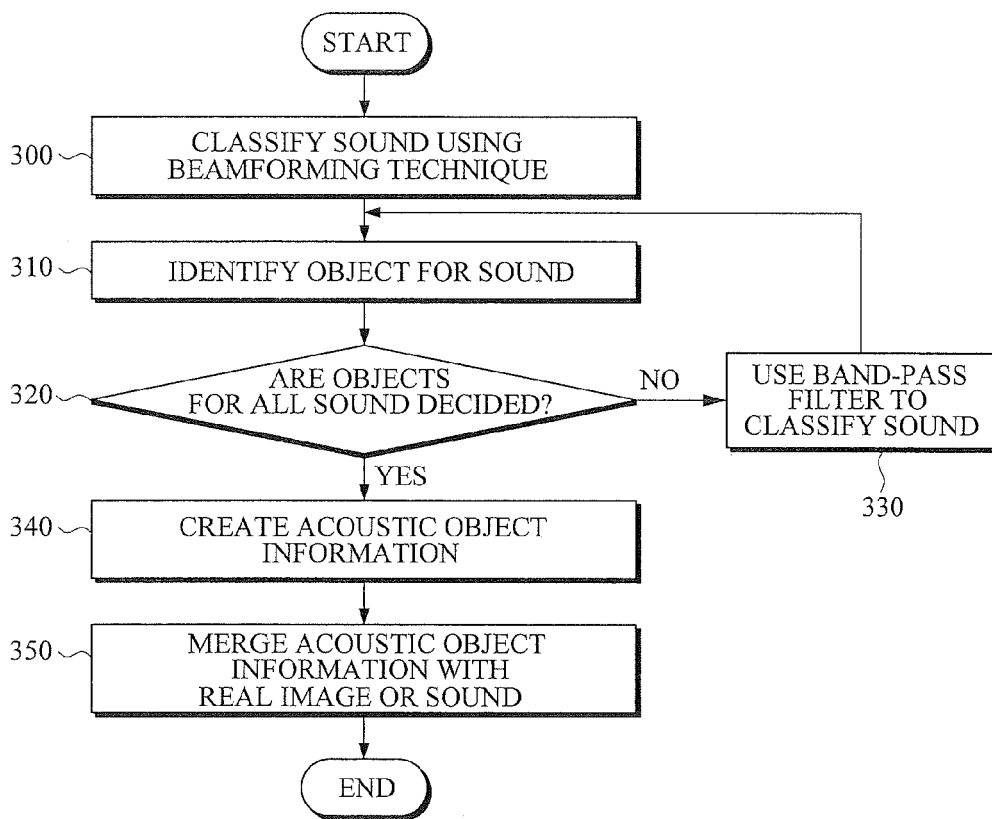 START
300
CLASSIFY SOUND USING
BEAMFORMING TECHNIQUE
310
IDENTIFY OBJECT FOR SOUND
320
ARE OBJECTS
FOR ALL SOUND DECIDED?
NO
USE BAND-PASS
FILTER TO
CLASSIFY SOUND
330
YES
340
CREATE ACOUSTIC OBJECT
INFORMATION
350
MERGE ACOUSTIC OBJECT
INFORMATION WITH
REAL IMAGE OR SOUND
END